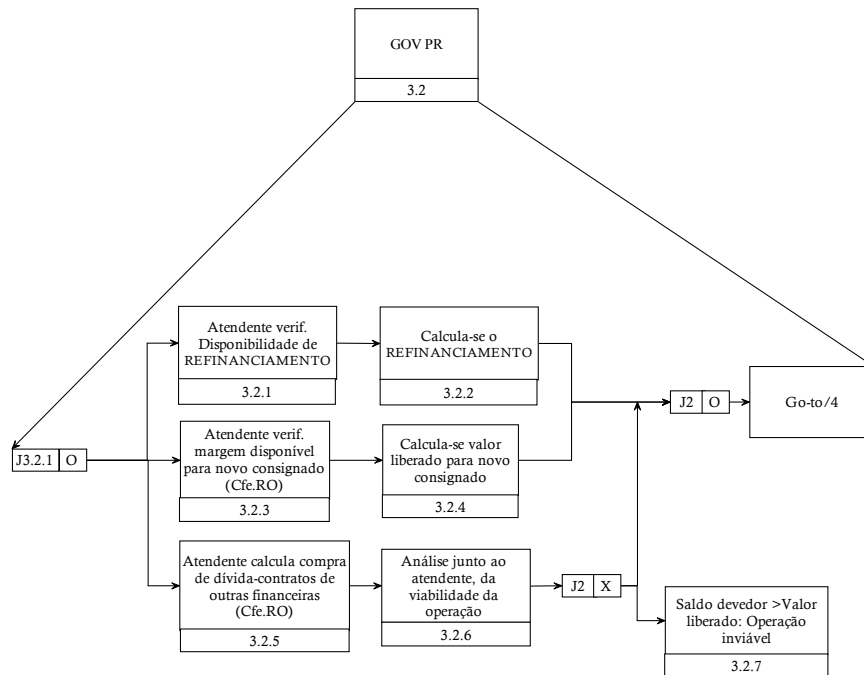 GOV PR
3.2
Atendente verif.
Disponibilidade de
REFINANCIAMENTO
3.2.1
Calcula-se o
REFINANCIAMENTO
3.2.2
J2 O
Go-to/4
J3.2.1 O
Atendente verif.
margem disponível
para novo consignado
(Cfe.RO)
3.2.3
Calcula-se valor
liberado para novo
consignado
3.2.4
Atendente calcula compra
de dívida-contratos de
outras financeiras
(Cfe.RO)
3.2.5
Análise junto ao
atendente, da
viabilidade da
operação
3.2.6
J2 X
Saldo devedor >Valor
liberado: Operação
inviável
3.2.7